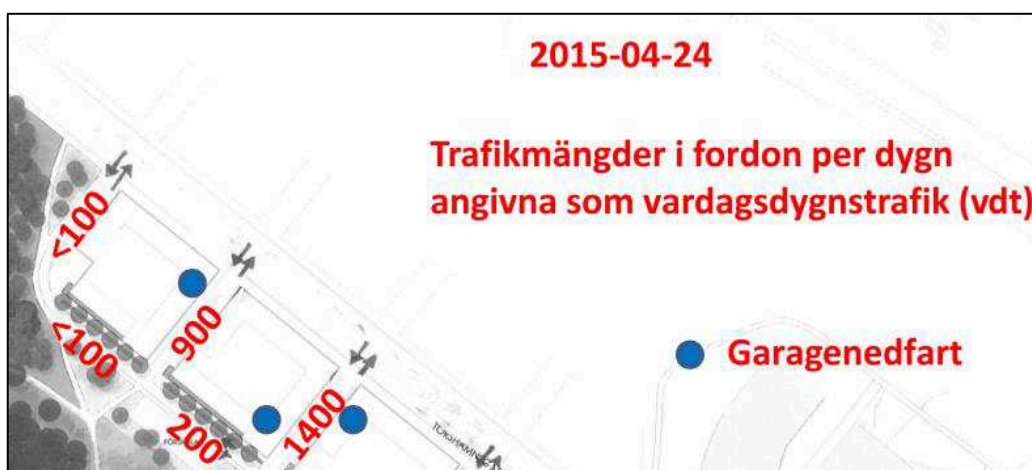 2015-04-24
Trafikmängder i fordon per dygn
angivna som vardagsdygnstrafik (vdt)
<100
<100
900
200
1400
Garagenedfart